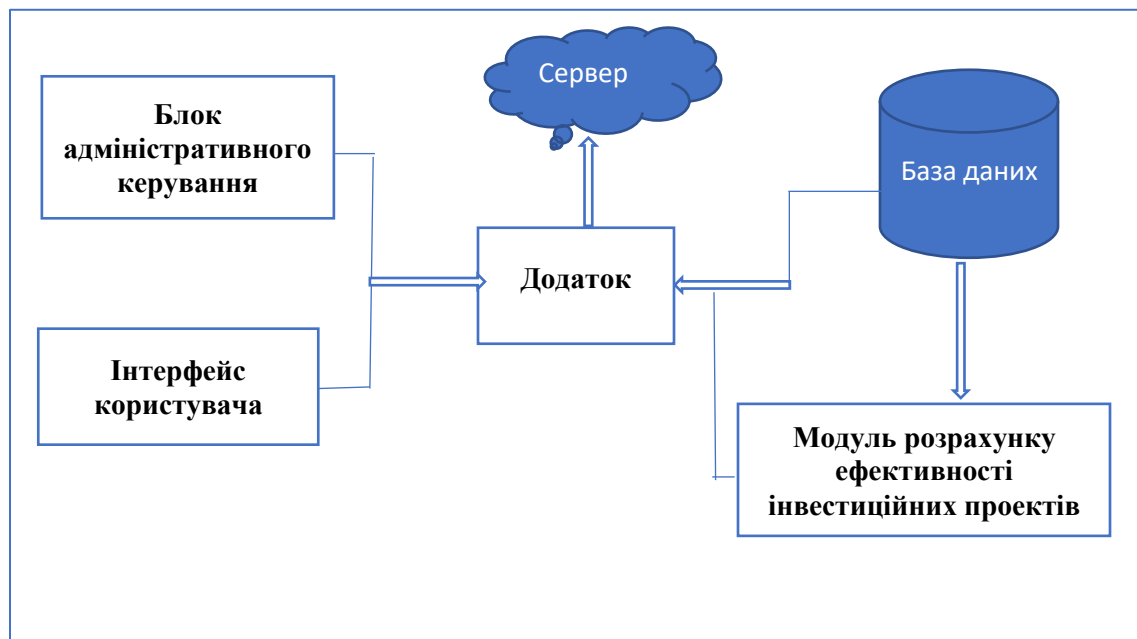 Сервер
Блок
адміністративного
керування
База даних
Додаток
Інтерфейс
користувача
Модуль розрахунку
ефективності
інвестиційних проектів